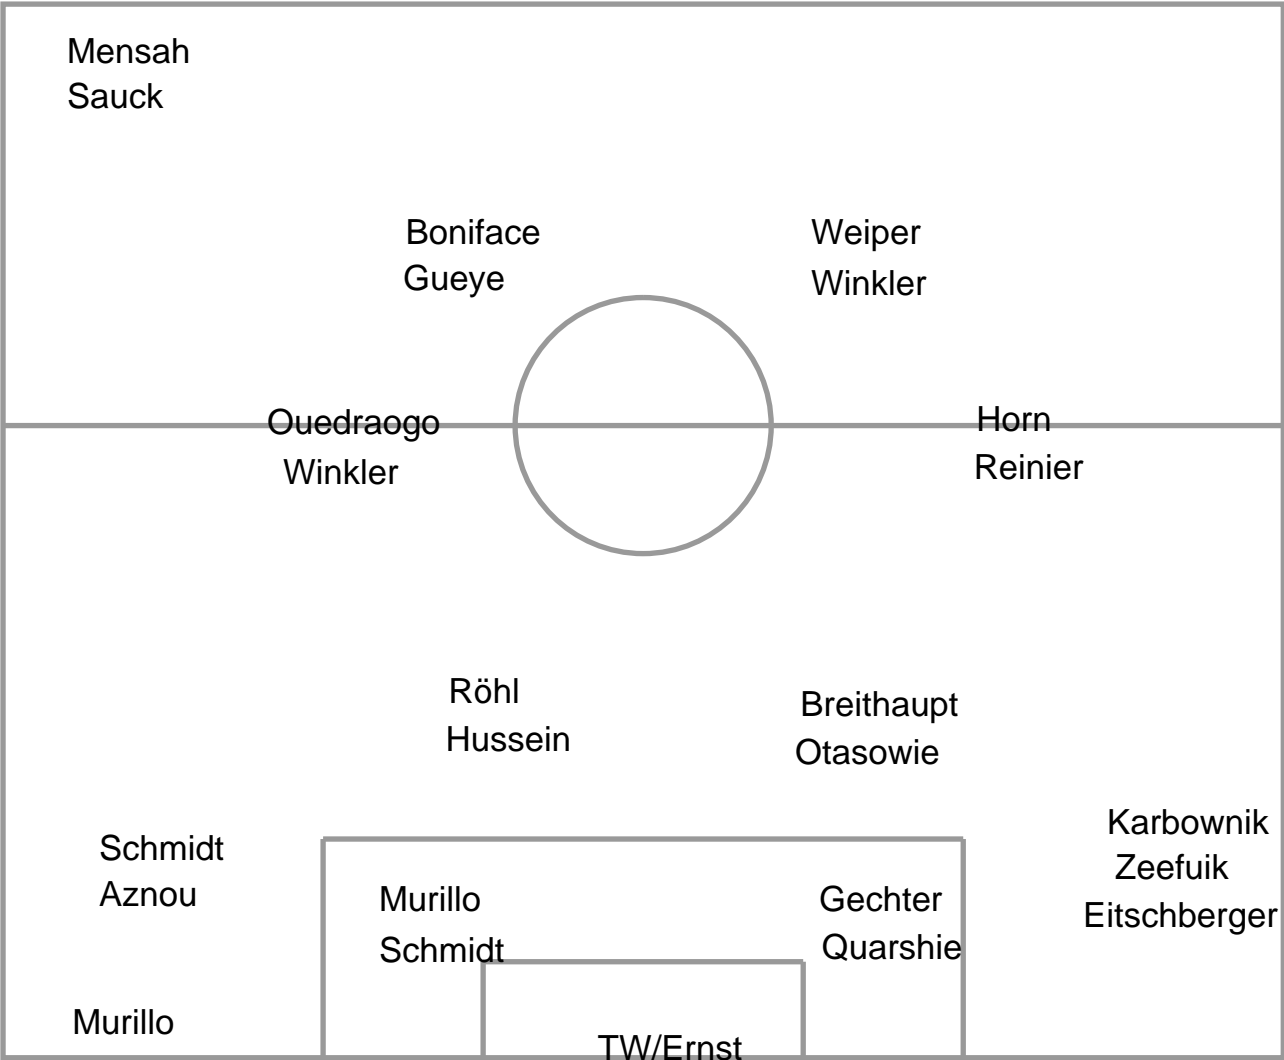 Mensah
Sauck
Boniface
Gueye
Weiper
Winkler
Ouedraogo
Winkler
Horn
Reinier
Röhl
Hussein
Breithaupt
Otasowie
Schmidt
Aznou
Murillo
Schmidt
Gechter
Quarshie
Karbownik
Zeefuik
Eitschberger
Murillo
TW/Ernst